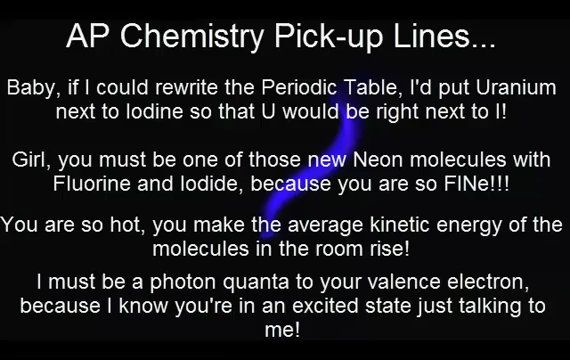 AP Chemistry Pick-up Lines...
Baby, if I could rewrite the Periodic Table, I'd put Uranium
next to Iodine so that U would be right next to I!
Girl, you must be one of those new Neon molecules with
Fluorine and Iodide, because you are so FINe!!!
You are so hot, you make the average kinetic energy of the
molecules in the room rise!
I must be a photon quanta to your valence electron,
because I know you're in an excited state just talking to
me!